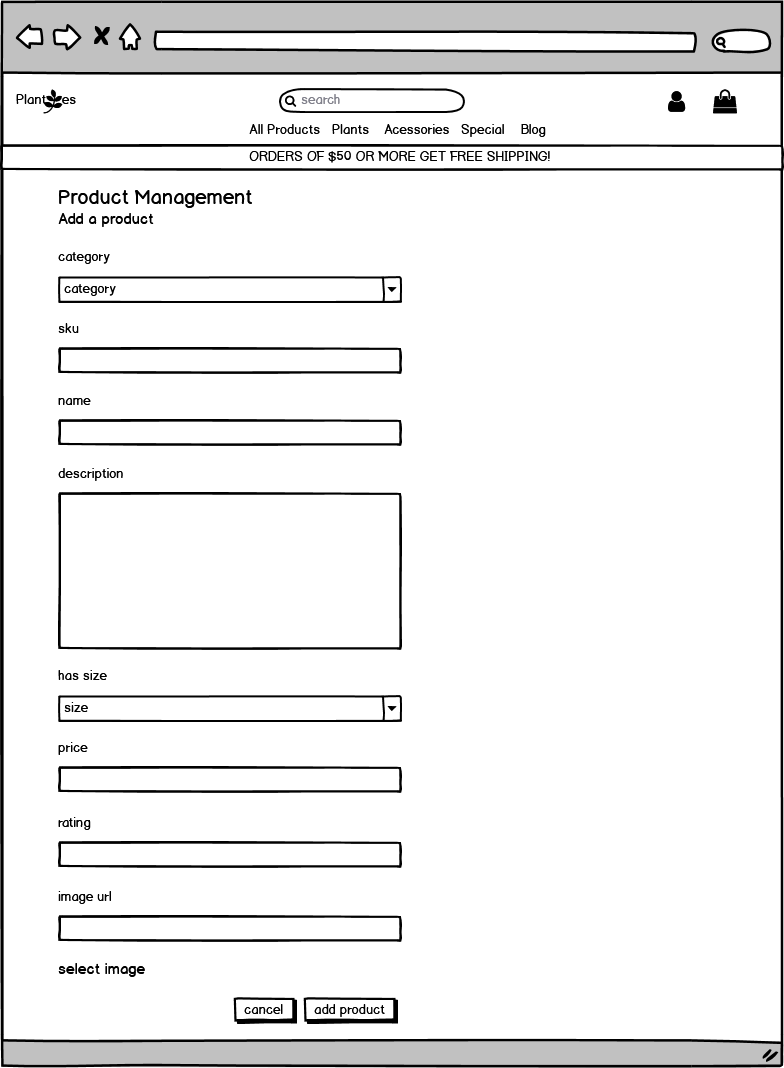 Plant es
search
All Products Plants Acessories Special Blog
ORDERS OF $50 OR MORE GET FREE SHIPPING!
Product Management
Add a product
category
category
sku
name
description
has size
size
price
rating
image url
select image
cancel add product